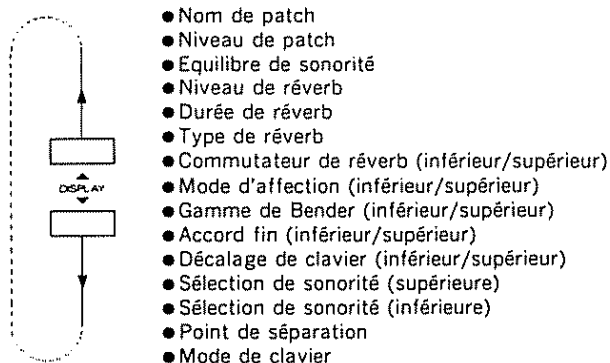 ●Nom de patch
●Niveau de patch
●Equilibre de sonorité
●Niveau de réverb
●Durée de réverb
●Type de réverb
●Commutateur de réverb (inférieur/supérieur)
DISPLAY
●Mode d'affection (inférieur/supérieur)
●Gamme de Bender (inférieur/supérieur)
●Accord fin (inférieur/supérieur)
●Décalage de clavier (inférieur/supérieur)
●Sélection de sonorité (supérieure)
●Sélection de sonorité (inférieure)
●Point de séparation
●Mode de clavier